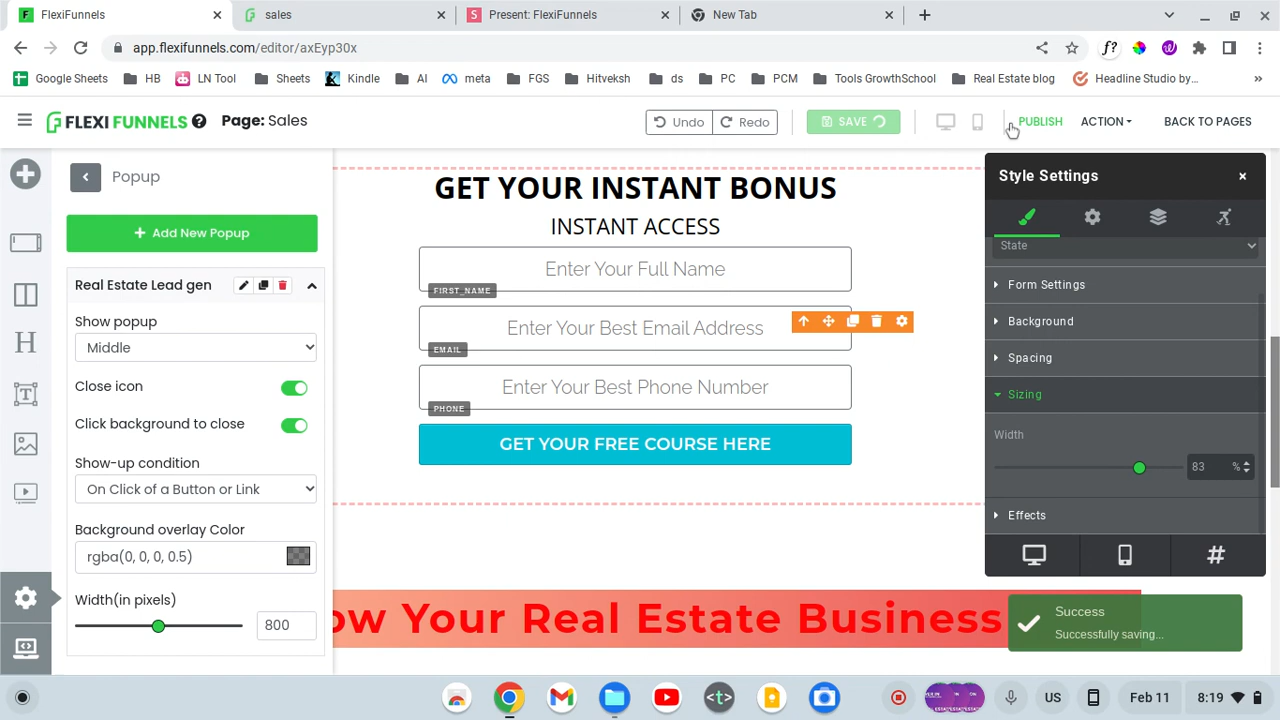 FlexiFunnels
sales
Present: FlexiFunnels
New Tab
app.flexifunnels.com/editor/axEyp30x
Google Sheets
HB
LN Tool
Sheets
Kindle
AI
meta
FGS
Hitveksh
ds
PC
PCM
Tools GrowthSchool
Real Estate blog
Headline Studio by...
FLEXI FUNNELS
Page: Sales
Undo
Redo
SAVE
PUBLISH
ACTION
BACK TO PAGES
Popup
Add New Popup
Real Estate Lead gen
Show popup
Middle
Close icon
Click background to close
Show-up condition
On Click of a Button or Link
Background overlay Color
rgba(0, 0, 0, 0.5)
Width(in pixels)
800
GET YOUR INSTANT BONUS
INSTANT ACCESS
Enter Your Full Name
FIRST_NAME
Enter Your Best Email Address
EMAIL
Enter Your Best Phone Number
PHONE
GET YOUR FREE COURSE HERE
ow Your Real Estate Business
Style Settings
State
Form Settings
Background
Spacing
Sizing
Width
83 %
Effects
Success
Successfully saving...
US
Feb 11
8:19